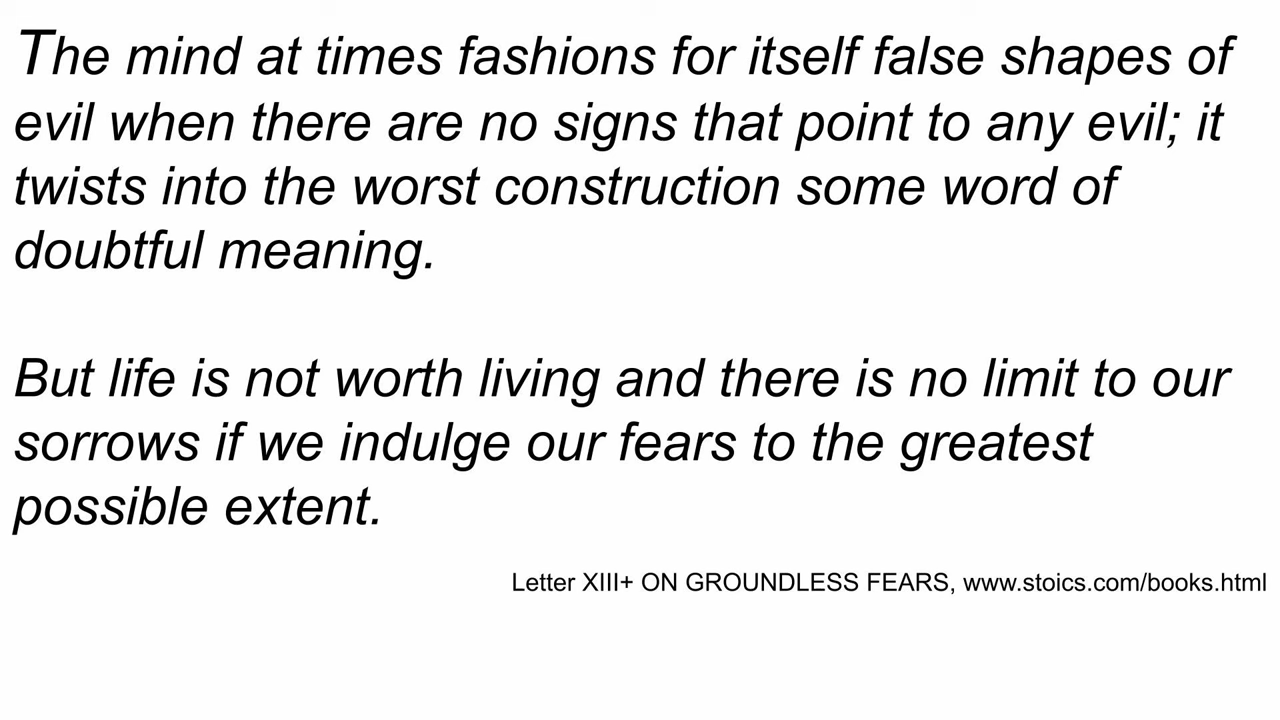 The mind at times fashions for itself false shapes of
evil when there are no signs that point to any evil; it
twists into the worst construction some word of
doubtful meaning.
But life is not worth living and there is no limit to our
sorrows if we indulge our fears to the greatest
possible extent.
Letter XIII+ ON GROUNDLESS FEARS, www.stoics.com/books.html